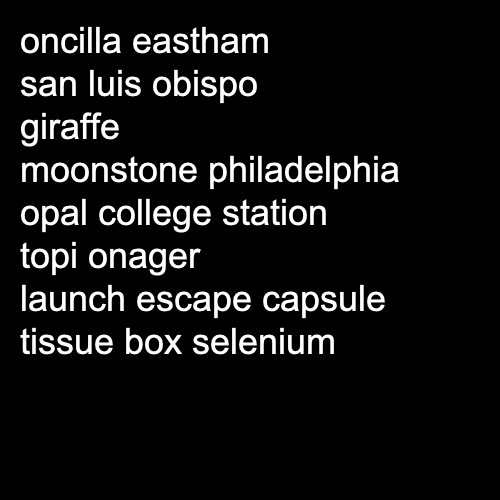 oncilla eastham
san luis obispo
giraffe
moonstone philadelphia
opal college station
topi onager
launch escape capsule
tissue box selenium